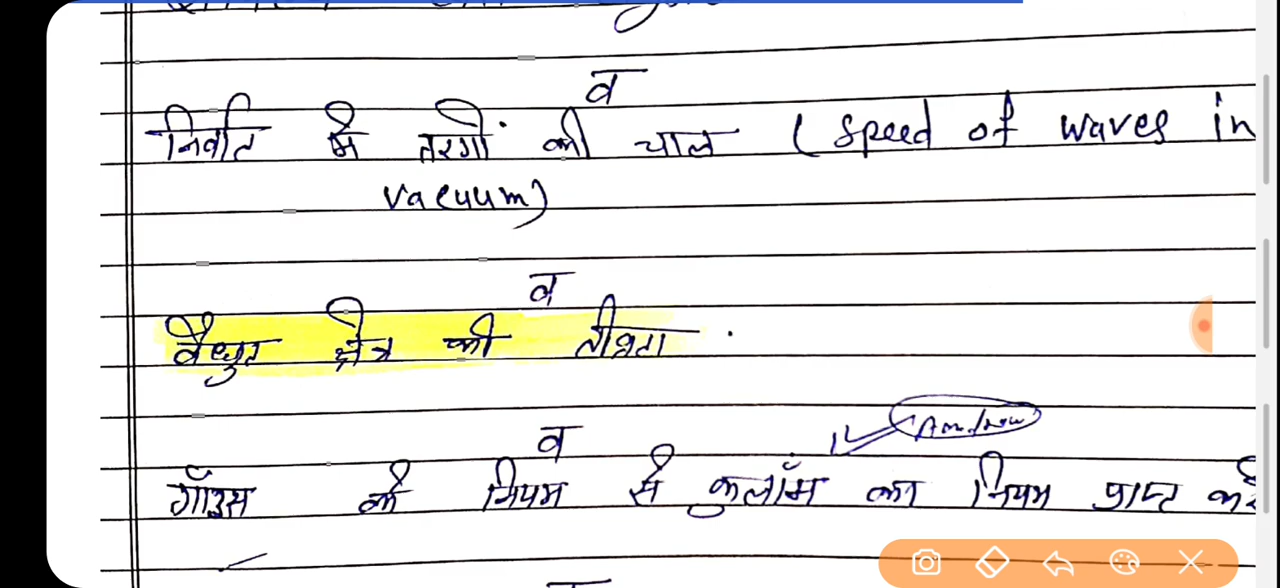 व
निर्वात में तरंगों की चाल ( speed of waves in
vacuum)
व
वैधुत क्षेत्र की तीव्रता .
व
गॉउस के नियम से कुलॉम का नियम प्राप्त करे